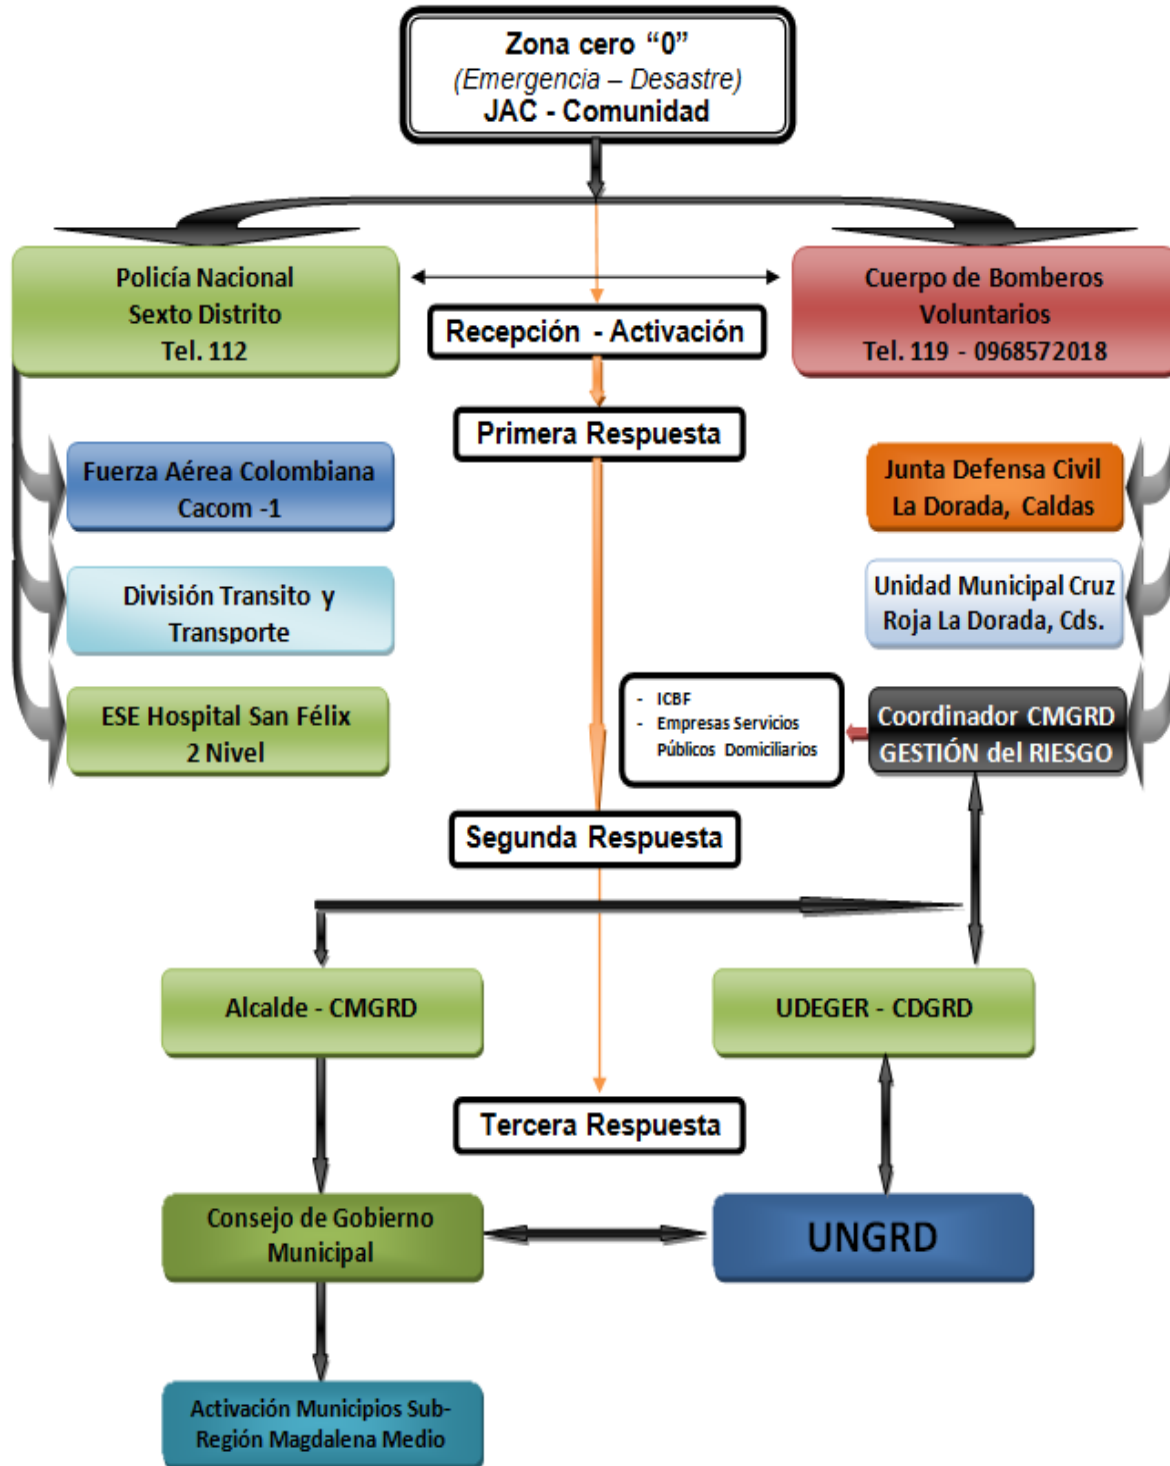 Zona cero “0”
(Emergencia – Desastre)
JAC - Comunidad
Policía Nacional
Sexto Distrito
Tel. 112
Recepción - Activación
Cuerpo de Bomberos
Voluntarios
Tel. 119 - 0968572018
Primera Respuesta
Fuerza Aérea Colombiana
Cacom -1
Junta Defensa Civil
La Dorada, Caldas
División Transito y
Transporte
Unidad Municipal Cruz
Roja La Dorada, Cds.
ESE Hospital San Félix
2 Nivel
- ICBF
- Empresas Servicios
Públicos Domiciliarios
Coordinador CMGRD
GESTIÓN del RIESGO
Segunda Respuesta
Alcalde - CMGRD
UDEGER - CDGRD
Tercera Respuesta
Consejo de Gobierno
Municipal
UNGRD
Activación Municipios Sub-
Región Magdalena Medio